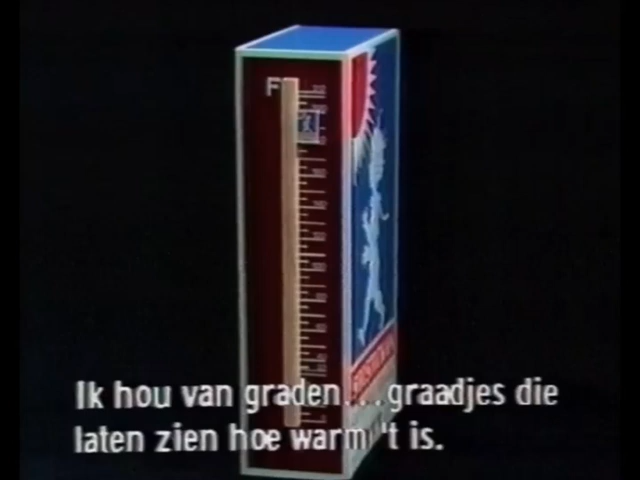 F
Ik hou van graden...graadjes die
laten zien hoe warm 't is.